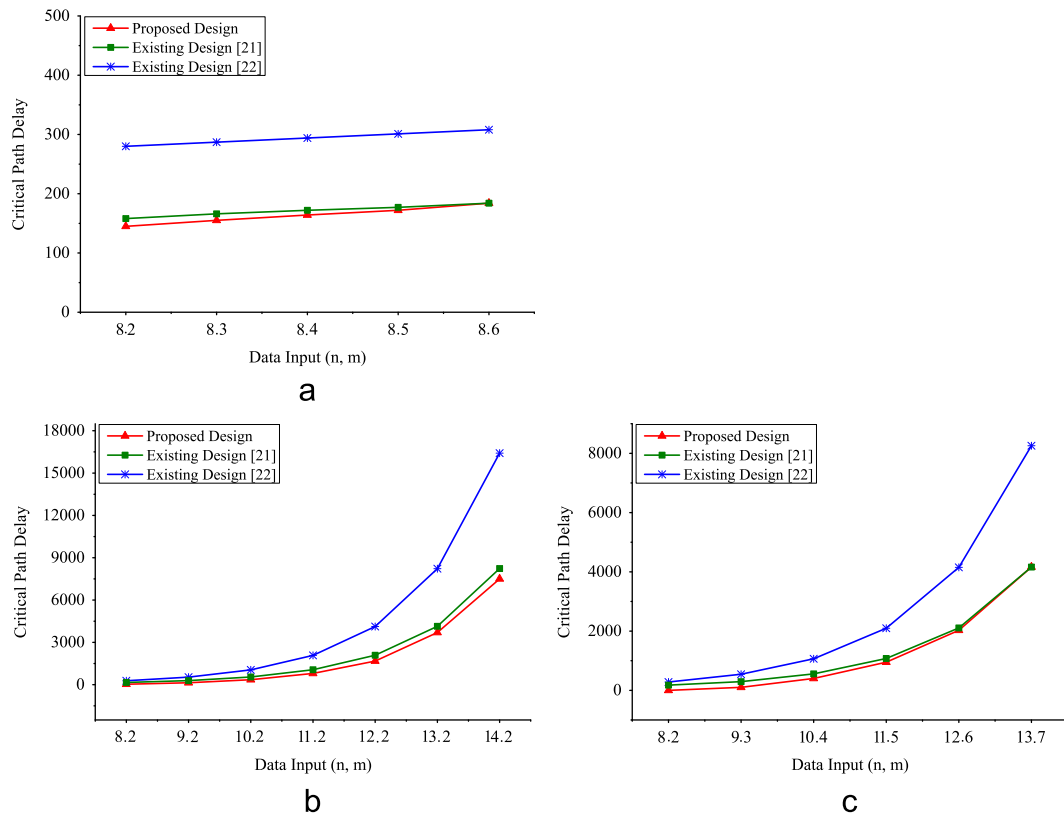 500
400
300
200
100
0
Critical Path Delay
Proposed Design
Existing Design [21]
Existing Design [22]
8.2 8.3 8.4 8.5 8.6
Data Input (n, m)
a
18000
15000
12000
9000
6000
3000
0
Critical Path Delay
Proposed Design
Existing Design [21]
Existing Design [22]
8.2 9.2 10.2 11.2 12.2 13.2 14.2
Data Input (n, m)
b
8000
6000
4000
2000
0
Critical Path Delay
Proposed Design
Existing Design [21]
Existing Design [22]
8.2 9.3 10.4 11.5 12.6 13.7
Data Input (n, m)
c